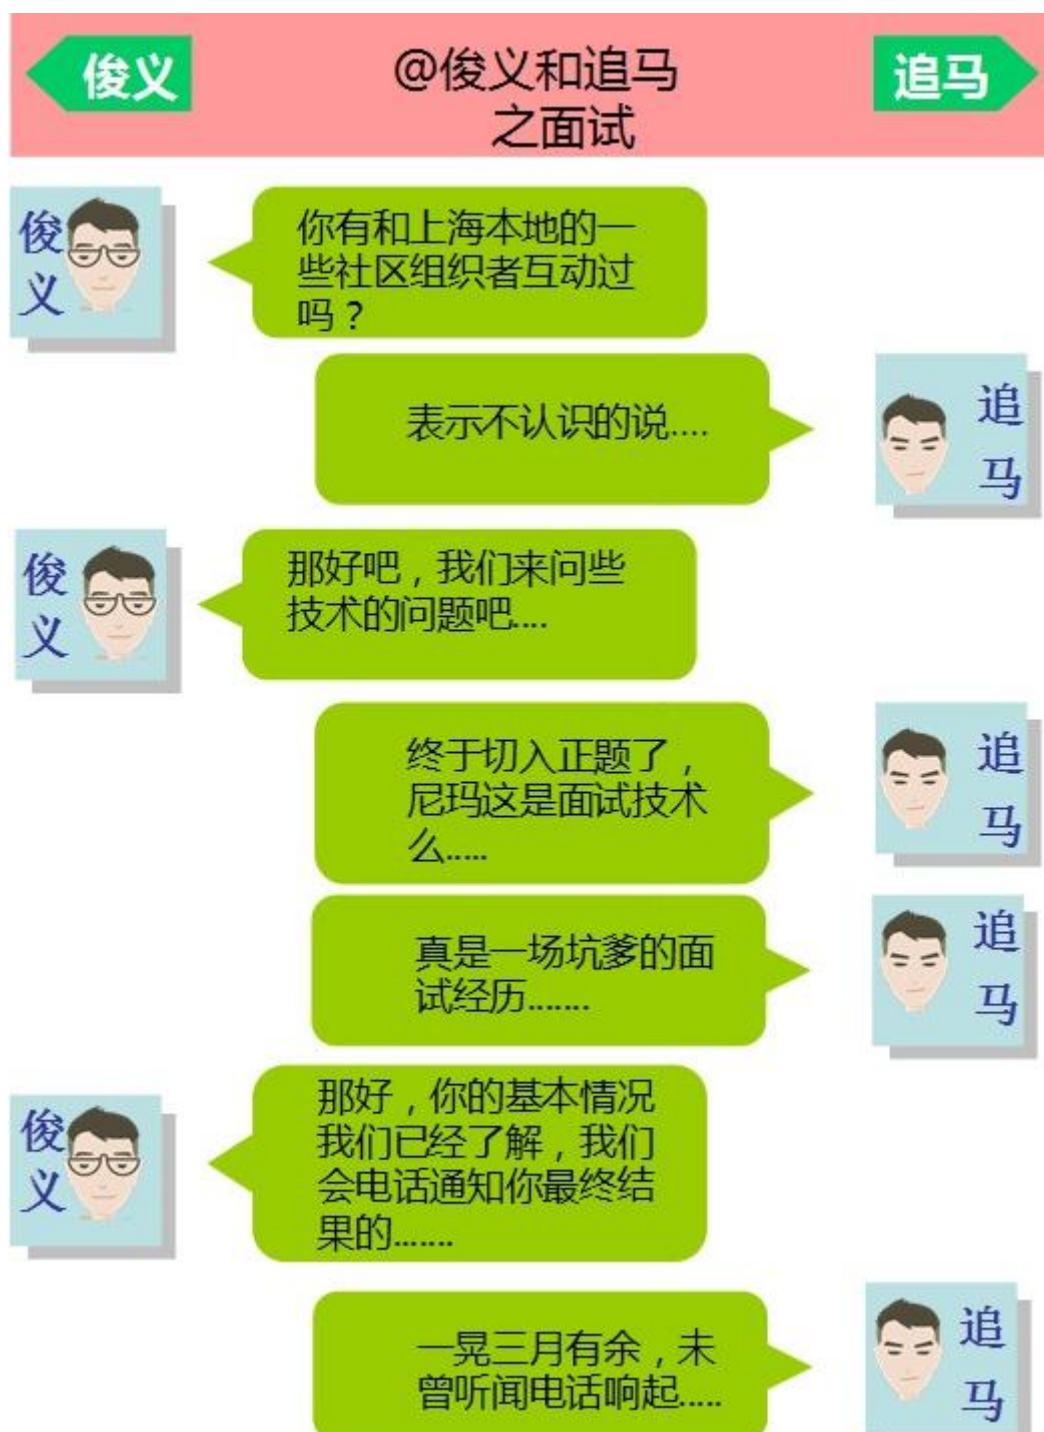 俊义
@俊义和追马
之面试
追马
俊
义
你有和上海本地的一
些社区组织者互动过
吗？
表示不认识的说....
追
马
俊
义
那好吧，我们来问些
技术的问题吧....
终于切入正题了，
尼玛这是面试技术
么.....
追
马
真是一场坑爹的面
试经历.......
追
马
俊
义
那好，你的基本情况
我们已经了解，我们
会电话通知你最终结
果的.......
一晃三月有余，未
曾听闻电话响起.....
追
马